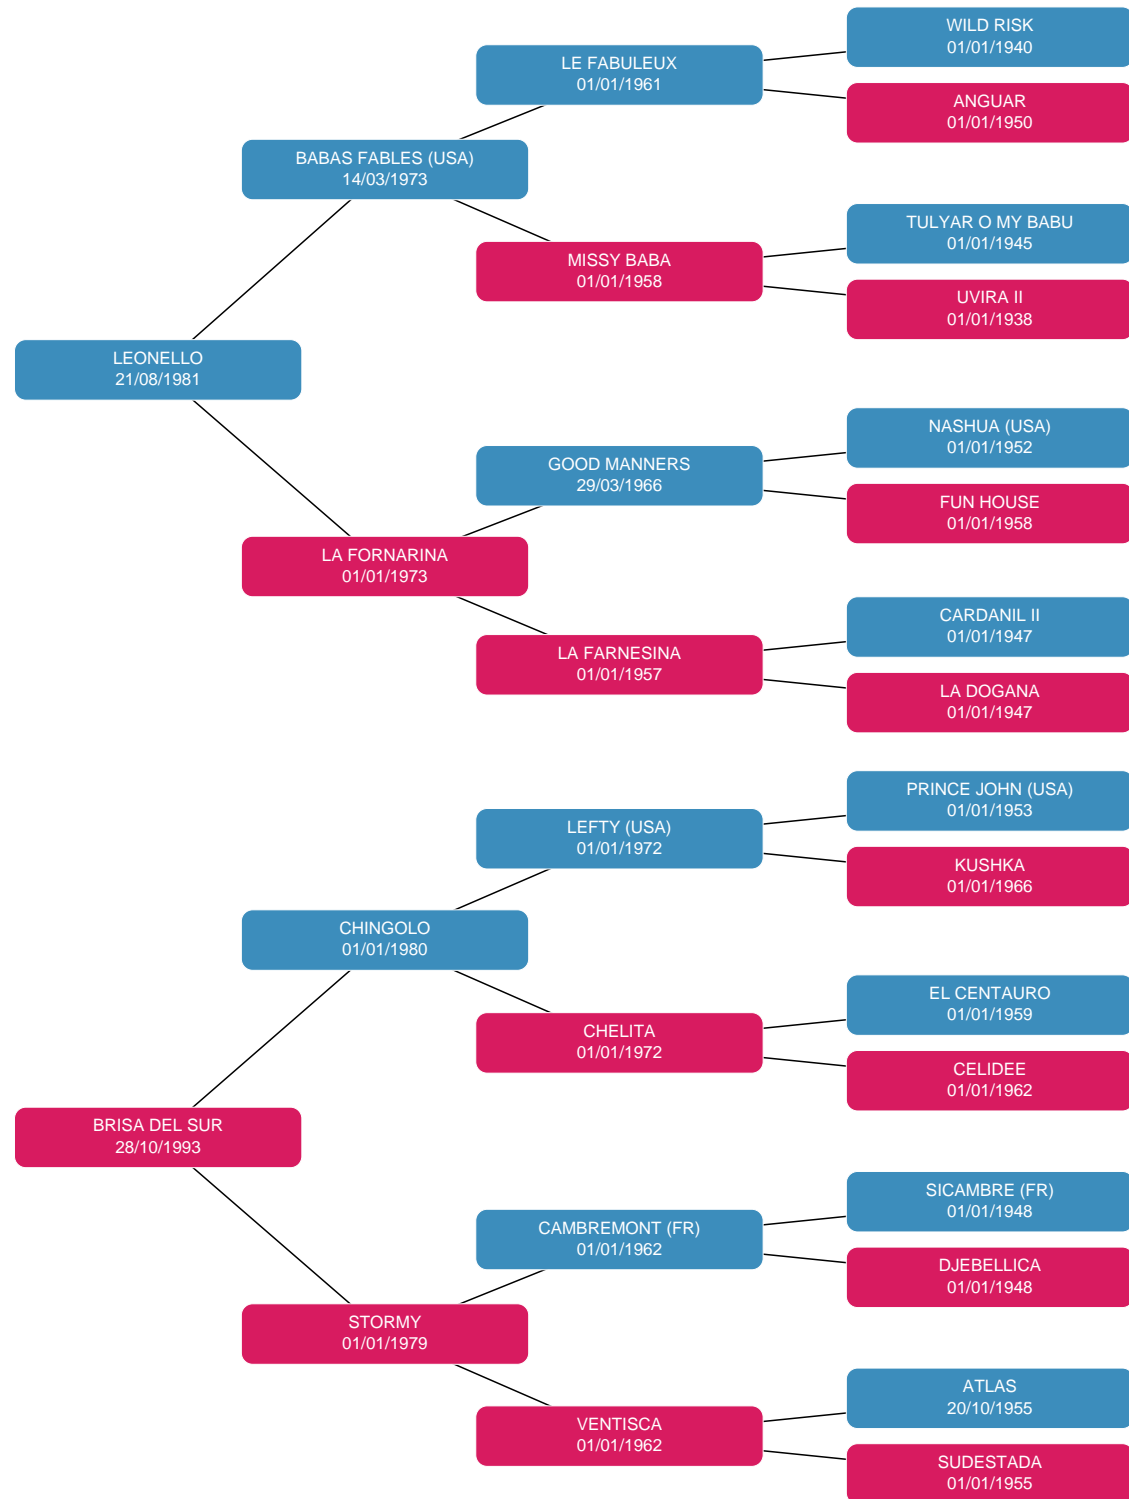 WILD RISK
01/01/1940
LE FABULEUX
01/01/1961
ANGUAR
01/01/1950
BABAS FABLES (USA)
14/03/1973
TULYAR O MY BABU
01/01/1945
MISSY BABA
01/01/1958
UVIRA II
01/01/1938
LEONELLO
21/08/1981
NASHUA (USA)
01/01/1952
GOOD MANNERS
29/03/1966
FUN HOUSE
01/01/1958
LA FORNARINA
01/01/1973
CARDANIL II
01/01/1947
LA FARNESINA
01/01/1957
LA DOGANA
01/01/1947
PRINCE JOHN (USA)
01/01/1953
LEFTY (USA)
01/01/1972
KUSHKA
01/01/1966
CHINGOLO
01/01/1980
EL CENTAURO
01/01/1959
CHELITA
01/01/1972
CELIDEE
01/01/1962
BRISA DEL SUR
28/10/1993
SICAMBRE (FR)
01/01/1948
CAMBREMONT (FR)
01/01/1962
DJEBELLICA
01/01/1948
STORMY
01/01/1979
ATLAS
20/10/1955
VENTISCA
01/01/1962
SUDESTADA
01/01/1955